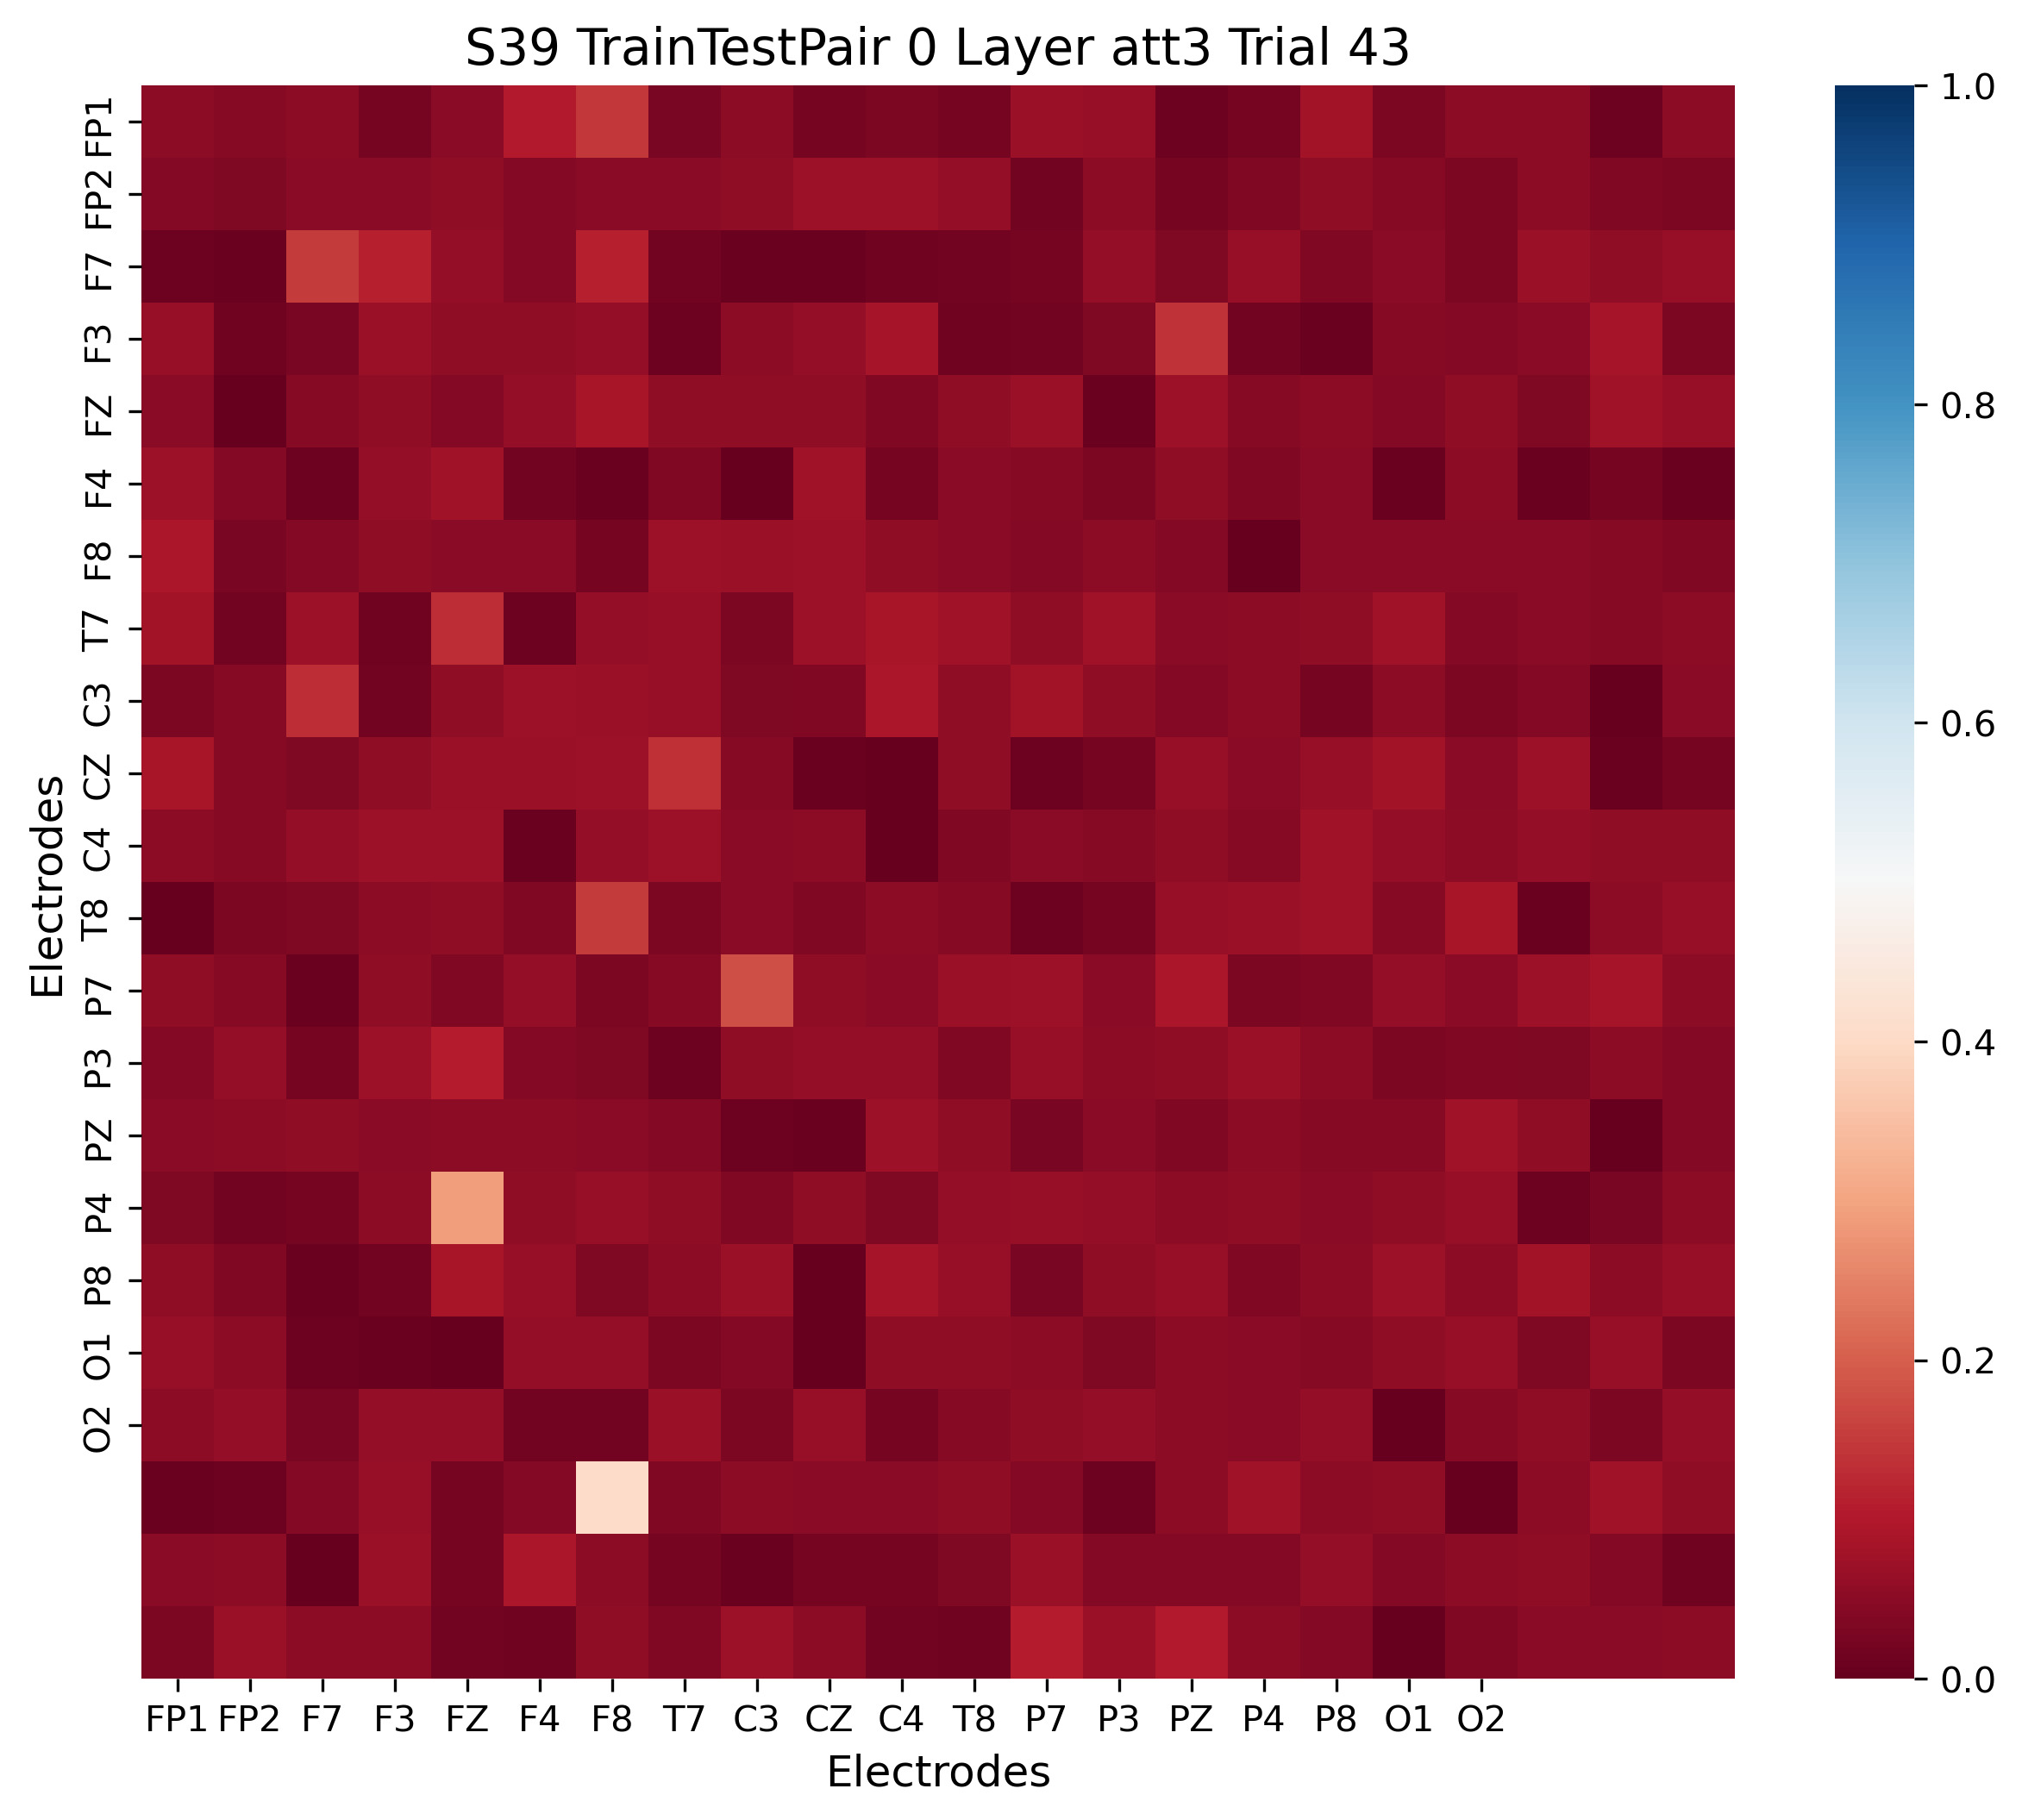 S39 TrainTestPair 0 Layer att3 Trial 43
Electrodes
FP1
FP2
F7
F3
FZ
F4
F8
T7
C3
CZ
C4
T8
P7
P3
PZ
P4
P8
O1
O2
FP1 FP2 F7 F3 FZ F4 F8 T7 C3 CZ C4 T8 P7 P3 PZ P4 P8 O1 O2
Electrodes
1.0
0.8
0.6
0.4
0.2
0.0